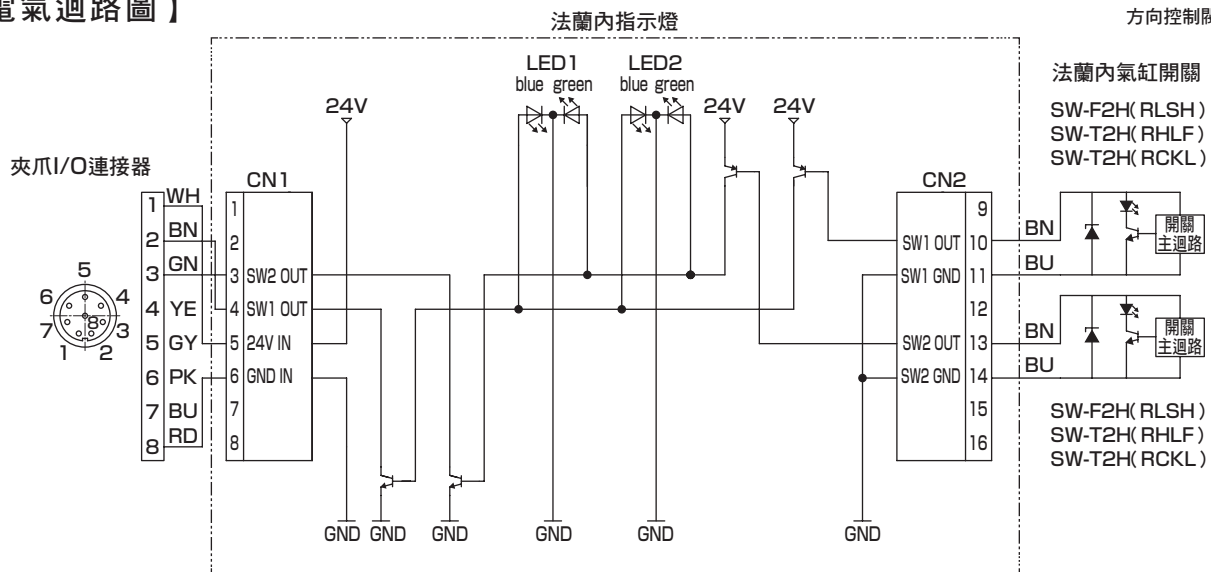 電氣迴路圖】
方向控制
法蘭內指示燈
法蘭內氣缸開關
SW-F2H(RLSH)
SW-T2H(RHLF)
SW-T2H(RCKL)
LED1
blue green
LED2
blue green
24V
24V
24V
夾爪I/O連接器
CN1
CN2
1 WH
2 BN
3 GN
4 YE
5 GY
6 PK
7 BU
8 RD
5
6 4
7 8 3
1 2
1
2
3 SW2 OUT
4 SW1 OUT
5 24V IN
6 GND IN
7
8
9
SW1 OUT 10 BN
SW1 GND 11 BU
12
SW2 OUT 13 BN
SW2 GND 14 BU
15
16
開關
主迴路
開關
主迴路
SW-F2H(RLSH)
SW-T2H(RHLF)
SW-T2H(RCKL)
GND GND GND GND GND GND